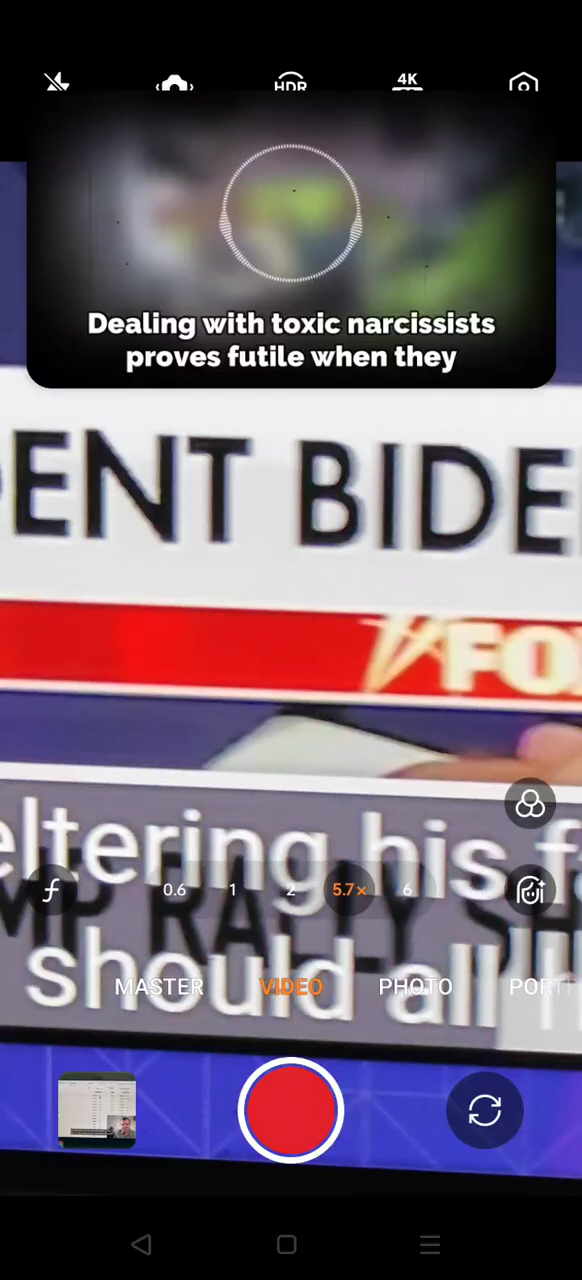 HDR
4K
Dealing with toxic narcissists
proves futile when they
DENT BIDE
FO
eltering his f
MP RALLY SH
0.6 1 2 5.7× 6
should all
MASTER VIDEO PHOTO PORT